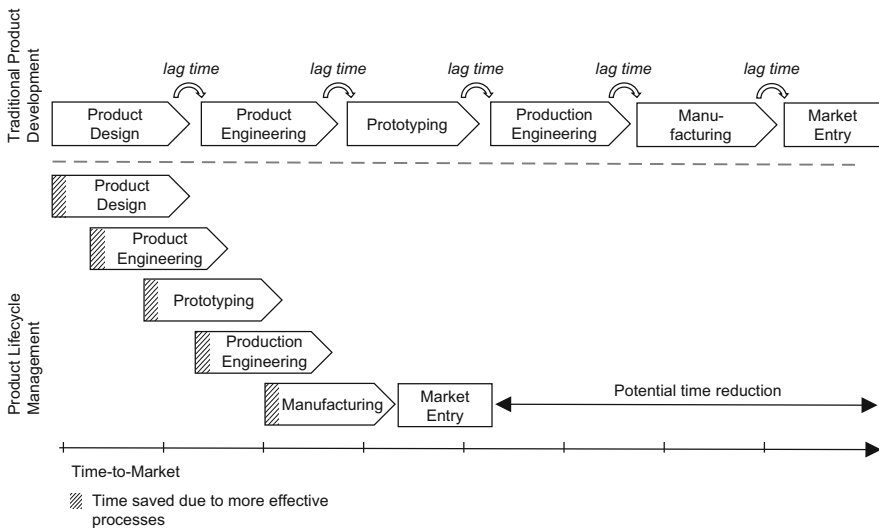 Traditional Product
Development
lag time
lag time
lag time
lag time
lag time
Product
Design
Product
Engineering
Prototyping
Production
Engineering
Manu-
facturing
Market
Entry
Product Lifecycle
Management
Product
Design
Product
Engineering
Prototyping
Production
Engineering
Manufacturing
Market
Entry
Potential time reduction
Time-to-Market
Time saved due to more effective
processes